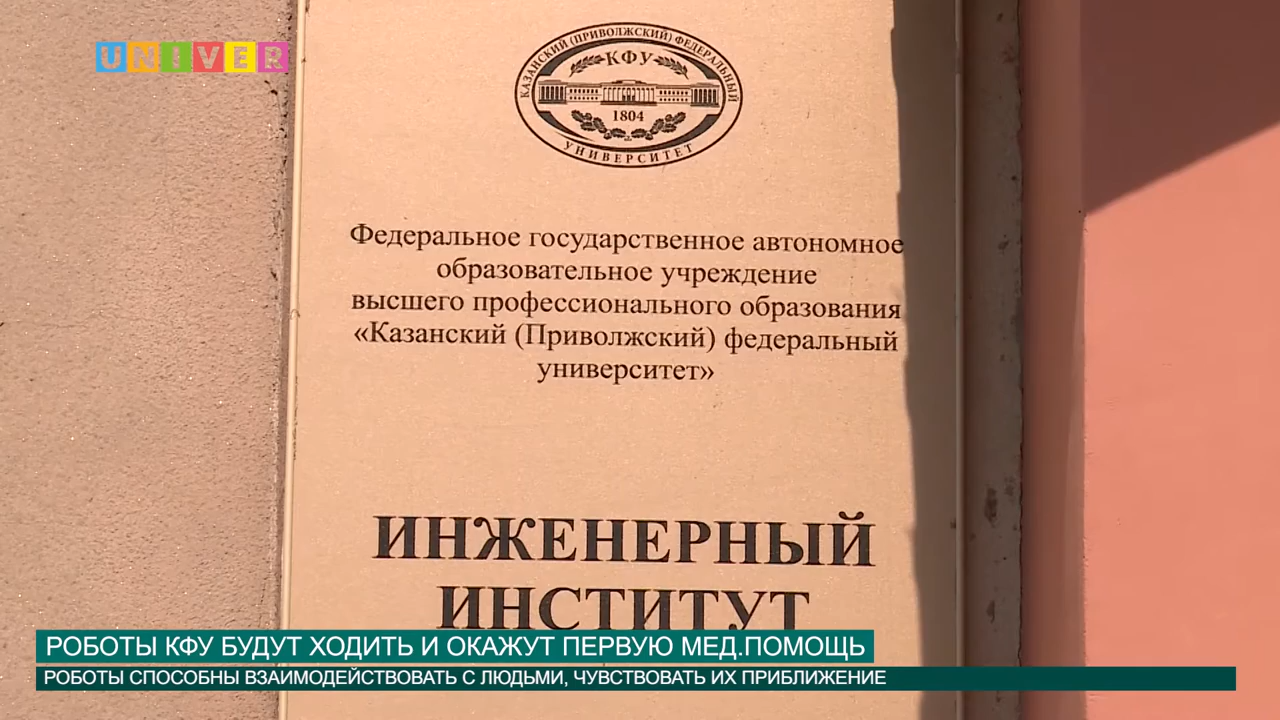 UNIVER
КАЗАНСКИЙ (ПРИВОЛЖСКИЙ) ФЕДЕРАЛЬНЫЙ
КФУ
1804
УНИВЕРСИТЕТ
Федеральное государственное автономное
образовательное учреждение
высшего профессионального образования
«Казанский (Приволжский) федеральный
университет»
ИНЖЕНЕРНЫЙ
ИНСТИТУТ
РОБОТЫ КФУ БУДУТ ХОДИТЬ И ОКАЖУТ ПЕРВУЮ МЕД.ПОМОЩЬ
РОБОТЫ СПОСОБНЫ ВЗАИМОДЕЙСТВОВАТЬ С ЛЮДЬМИ, ЧУВСТВОВАТЬ ИХ ПРИБЛИЖЕНИЕ